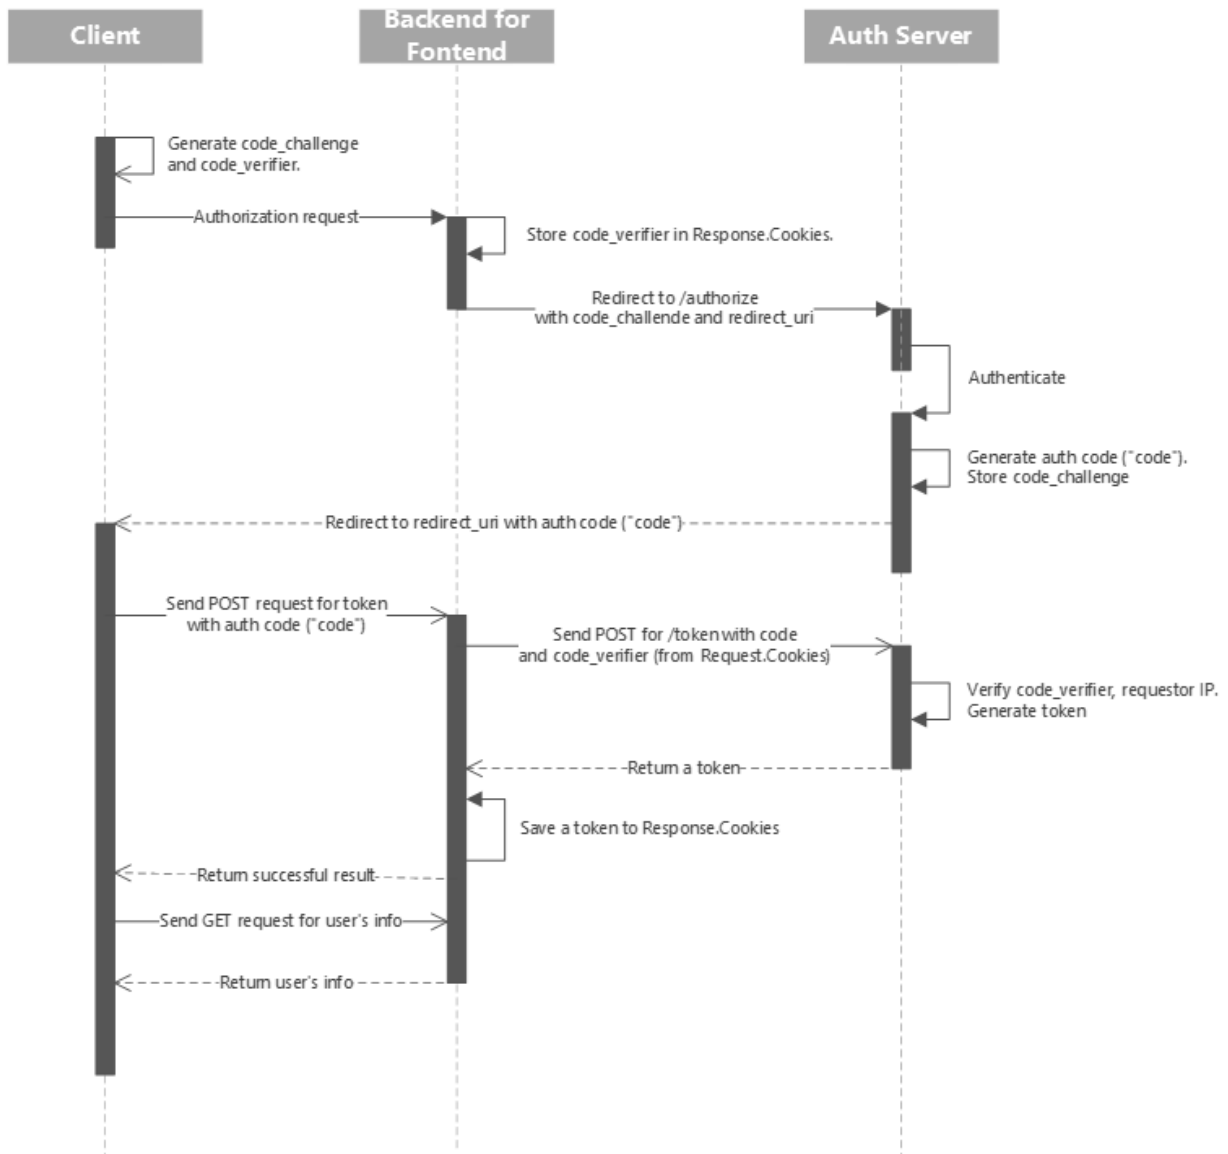 Client
Backend for
Fontend
Auth Server
Generate code_challenge
and code_verifier.
Authorization request
Store code_verifier in Response.Cookies.
Redirect to /authorize
with code_challende and redirect_uri
Authenticate
Generate auth code ("code").
Store code_challenge
Redirect to redirect_uri with auth code ("code")
Send POST request for token
with auth code ("code")
Send POST for /token with code
and code_verifier (from Request.Cookies)
Verify code_verifier, requestor IP.
Generate token
Return a token
Save a token to Response.Cookies
Return successful result
Send GET request for user's info
Return user's info